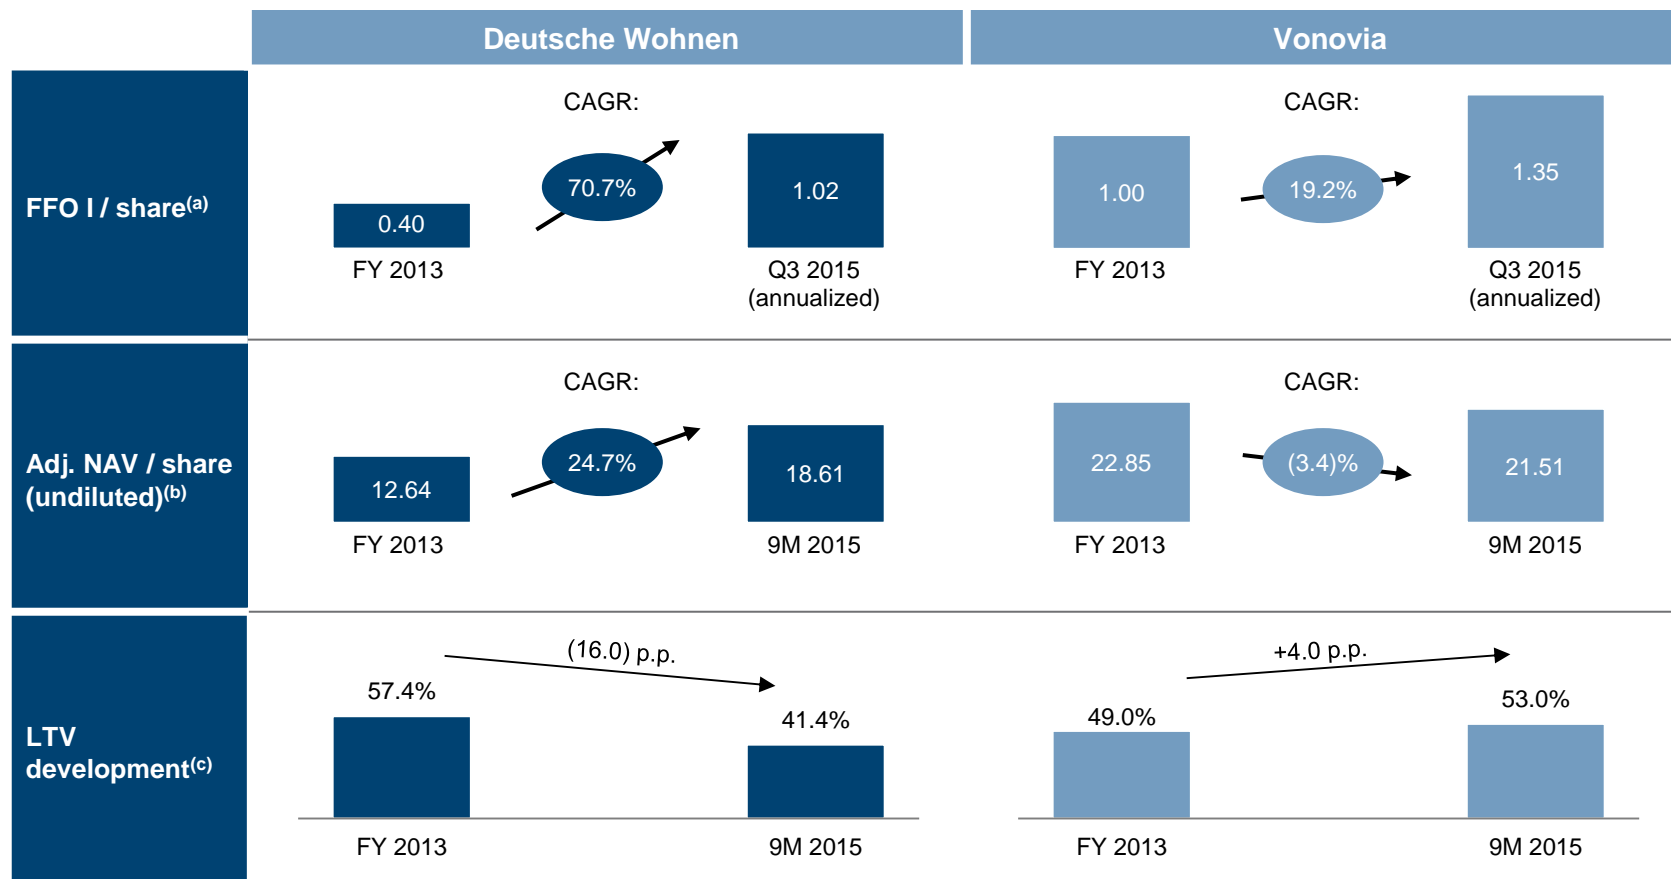 Deutsche Wohnen
Vonovia
FFO I / share(a)
CAGR:
70.7%
0.40
1.02
FY 2013
Q3 2015
(annualized)
CAGR:
19.2%
1.00
1.35
FY 2013
Q3 2015
(annualized)
Adj. NAV / share
(undiluted)(b)
CAGR:
24.7%
12.64
18.61
FY 2013
9M 2015
CAGR:
(3.4)%
22.85
21.51
FY 2013
9M 2015
LTV
development(c)
(16.0) p.p.
57.4%
41.4%
FY 2013
9M 2015
+4.0 p.p.
49.0%
53.0%
FY 2013
9M 2015